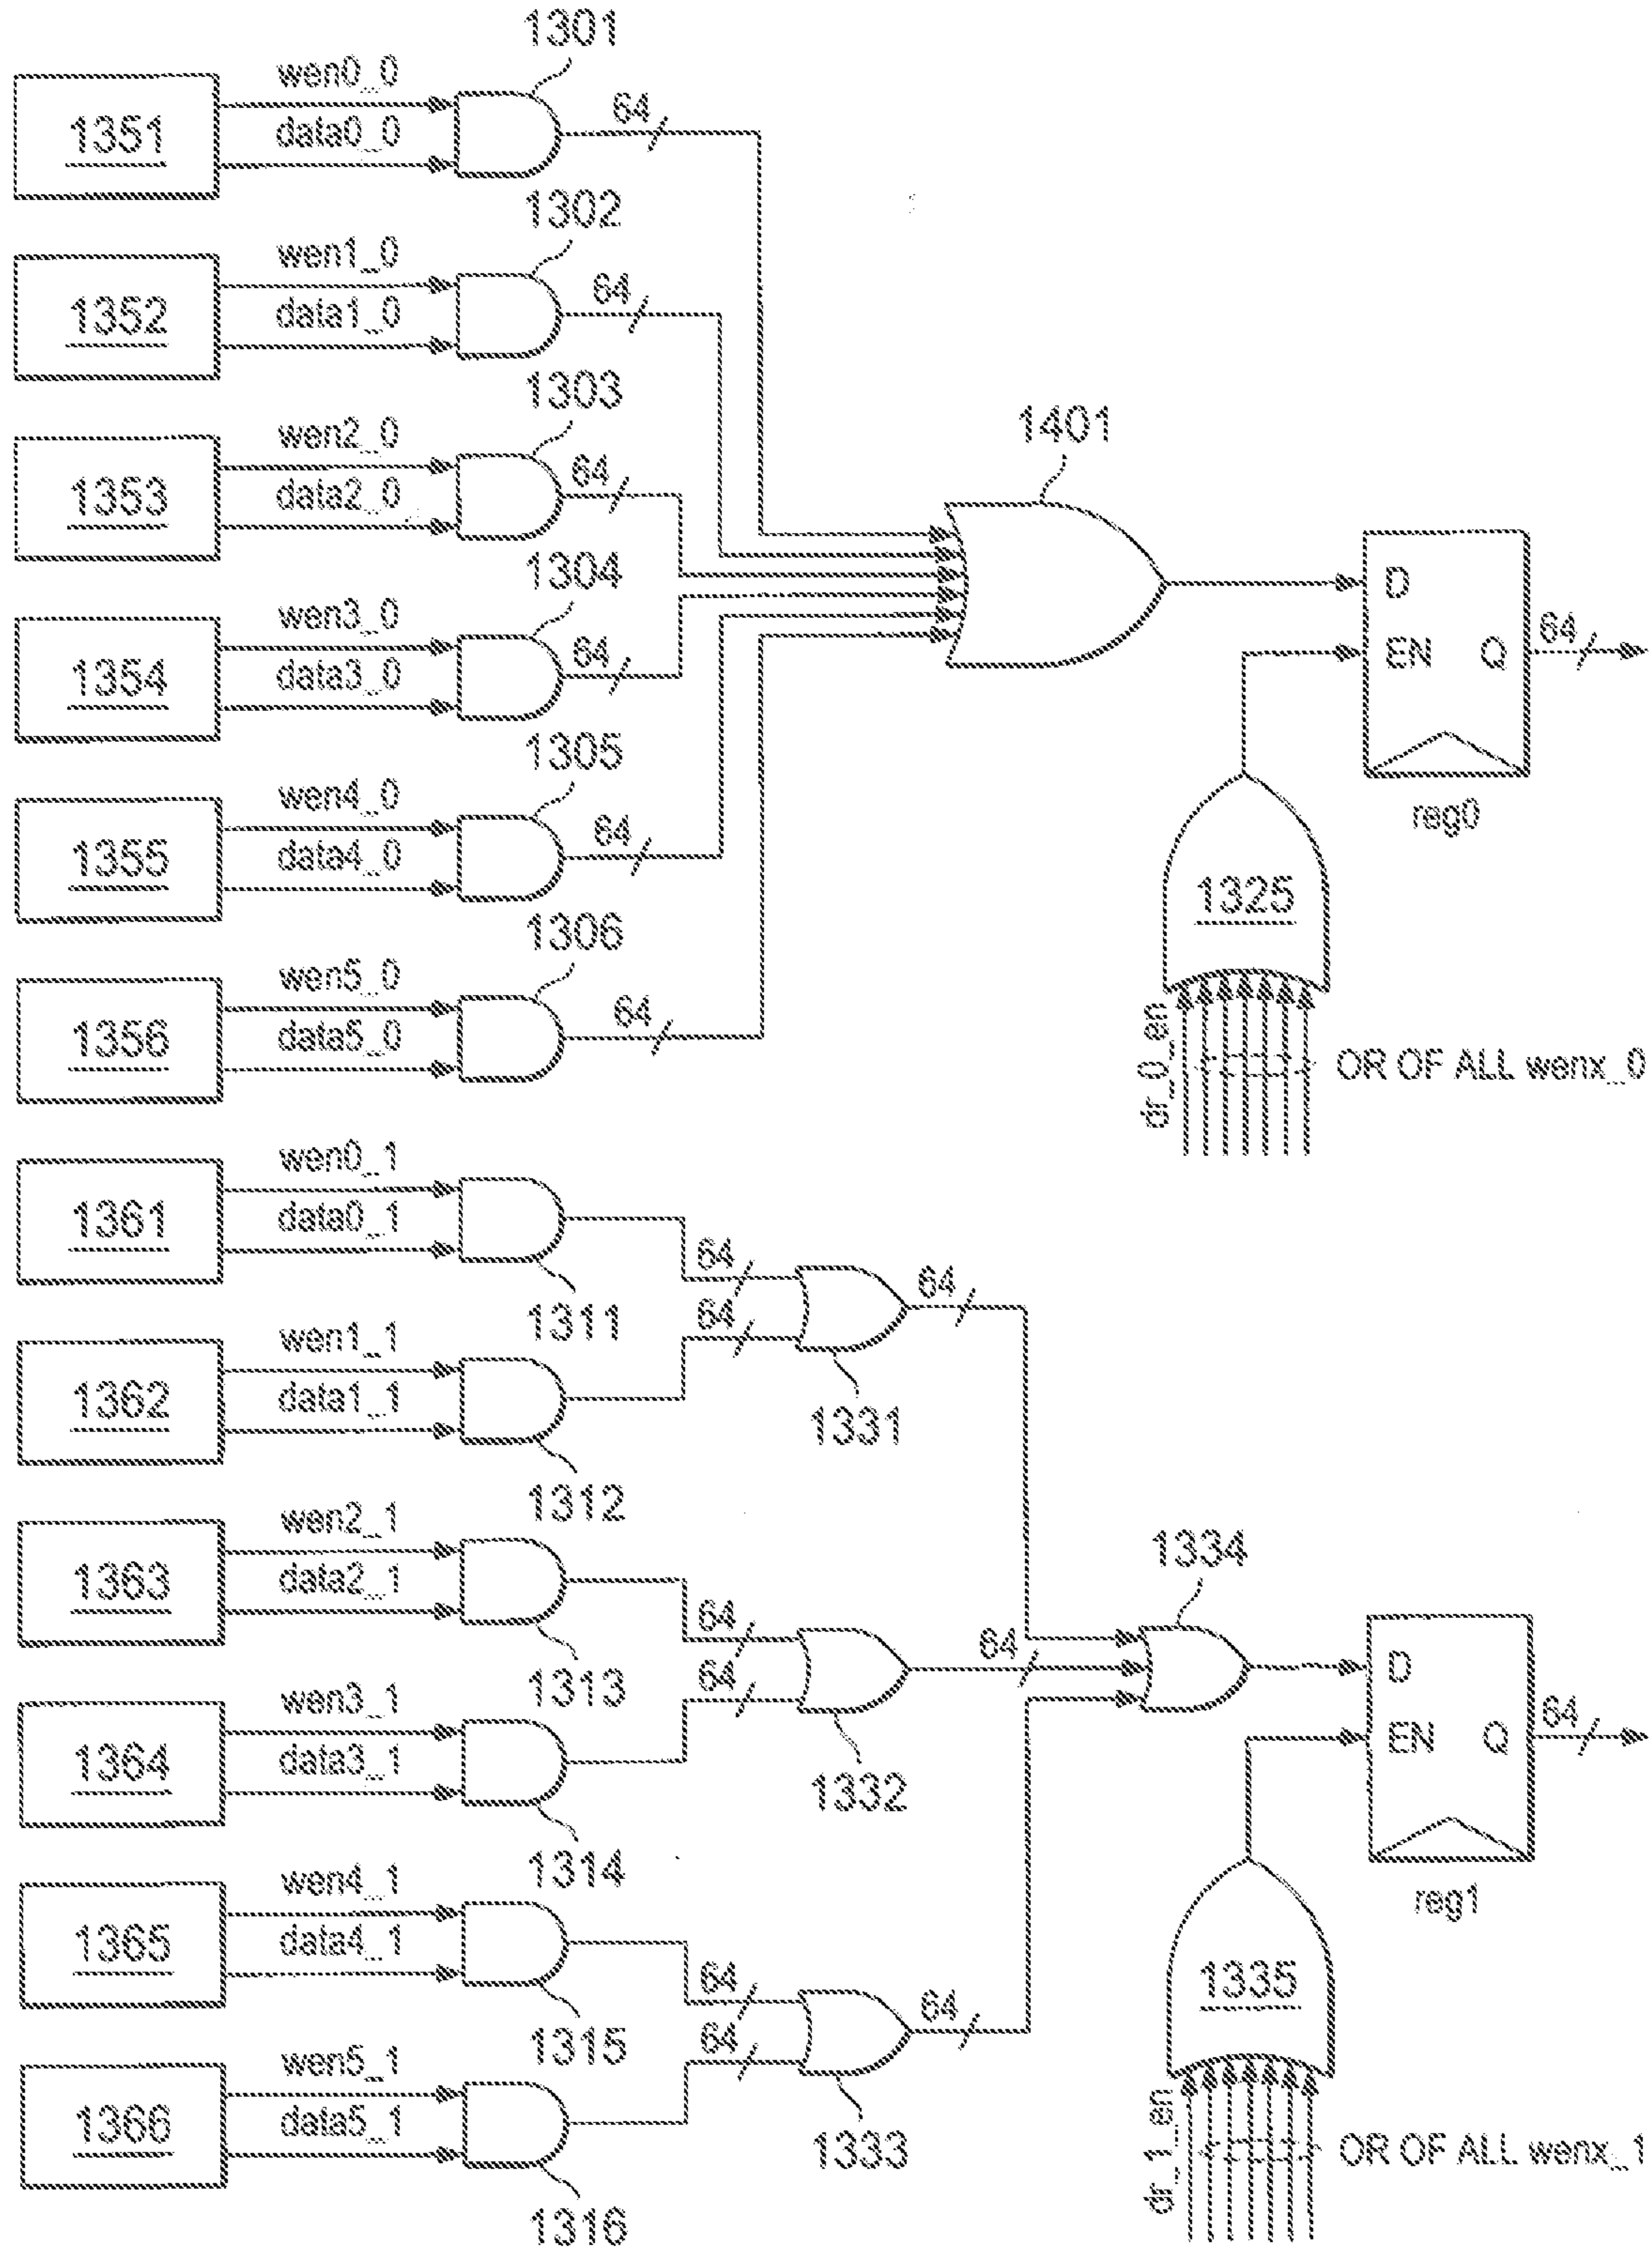 1301
wen0_0
64
1351
data0_0
1302
wen1_0
64
1352
data1_0
1303
wen2_0
64
1353
data2_0
1401
1304
wen3_0
64
1354
data3_0
D
EN Q 64
1305
wen4_0
64
1355
data4_0
reg0
1325
1306
wen5_0
64
1356
data5_0
dr_0_en
OR OF ALL wenx_0
wen0_1
1361
data0_1
64
64
64
1311
wen1_1
1362
data1_1
1331
1312
wen2_1
1363
data2_1
1334
64
64
64
1313
D
wen3_1
1364
data3_1
EN Q 64
1332
1314
wen4_1
1365
data4_1
reg1
64
64
64
1335
1315
wen5_1
1366
data5_1
1333
dr_1_en
OR OF ALL wenx_1
1316